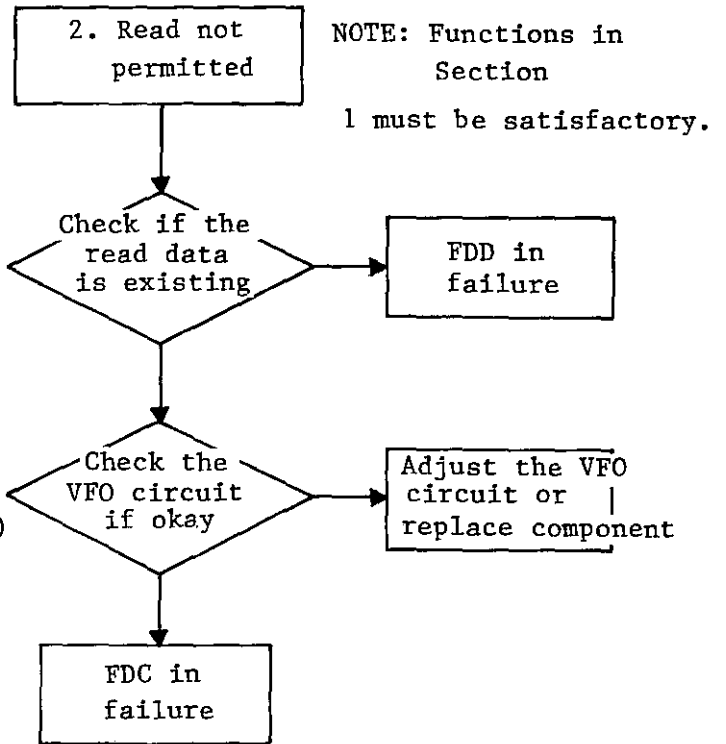 2. Read not
permitted
NOTE: Functions in
Section
1 must be satisfactory.
Check if the
read data
is existing
FDD in
failure
Check the
VFO circuit
if okay
Adjust the VFO
circuit or
replace component
FDC in
failure